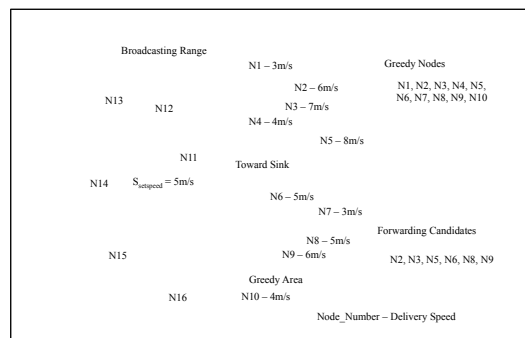 Broadcasting Range
N1 – 3m/s
Greedy Nodes
N2 – 6m/s
N1, N2, N3, N4, N5,
N6, N7, N8, N9, N10
N13
N12
N3 – 7m/s
N4 – 4m/s
N5 – 8m/s
N11
Toward Sink
N14
S_setspeed = 5m/s
N6 – 5m/s
N7 – 3m/s
Forwarding Candidates
N8 – 5m/s
N15
N9 – 6m/s
N2, N3, N5, N6, N8, N9
Greedy Area
N16
N10 – 4m/s
Node_Number – Delivery Speed